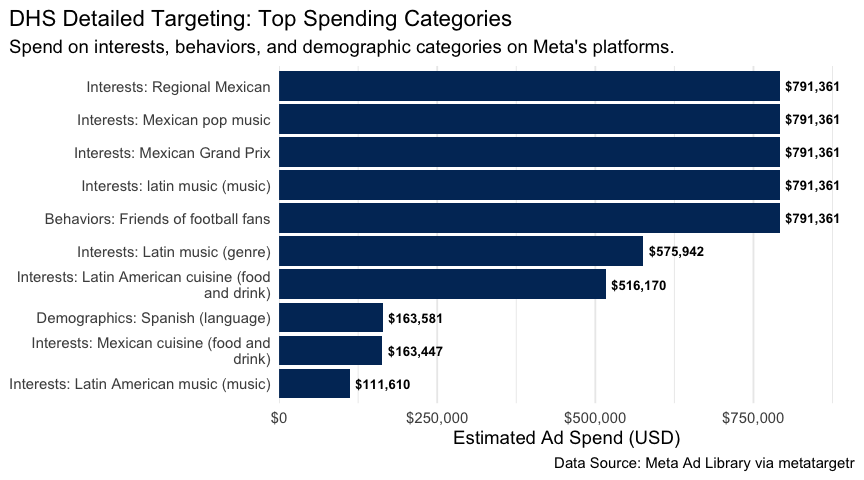 DHS Detailed Targeting: Top Spending Categories
Spend on interests, behaviors, and demographic categories on Meta's platforms.
Interests: Regional Mexican $791,361
Interests: Mexican pop music $791,361
Interests: Mexican Grand Prix $791,361
Interests: latin music (music) $791,361
Behaviors: Friends of football fans $791,361
Interests: Latin music (genre) $575,942
Interests: Latin American cuisine (food
and drink) $516,170
Demographics: Spanish (language) $163,581
Interests: Mexican cuisine (food and
drink) $163,447
Interests: Latin American music (music) $111,610
$0 $250,000 $500,000 $750,000
Estimated Ad Spend (USD)
Data Source: Meta Ad Library via metatargetr